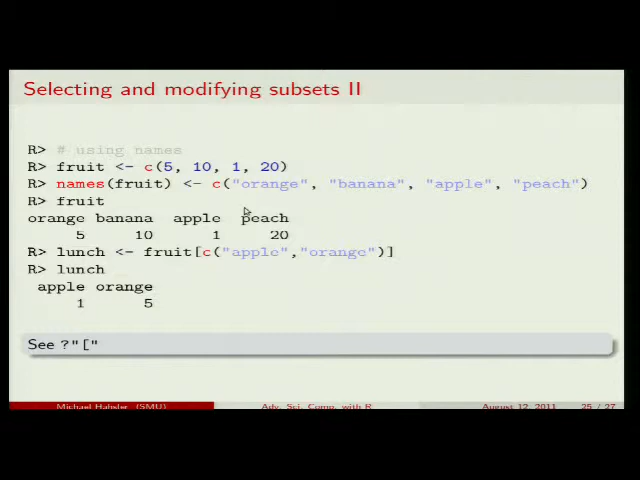 Selecting and modifying subsets II
R> # using names
R> fruit <- c(5, 10, 1, 20)
R> names(fruit) <- c("orange", "banana", "apple", "peach")
R> fruit
orange banana apple peach
5 10 1 20
R> lunch <- fruit[c("apple","orange")]
R> lunch
apple orange
1 5
See ?"["
Michael Hahsler (SMU) Adv. Sci. Comp. with R August 12, 2011 25 / 27